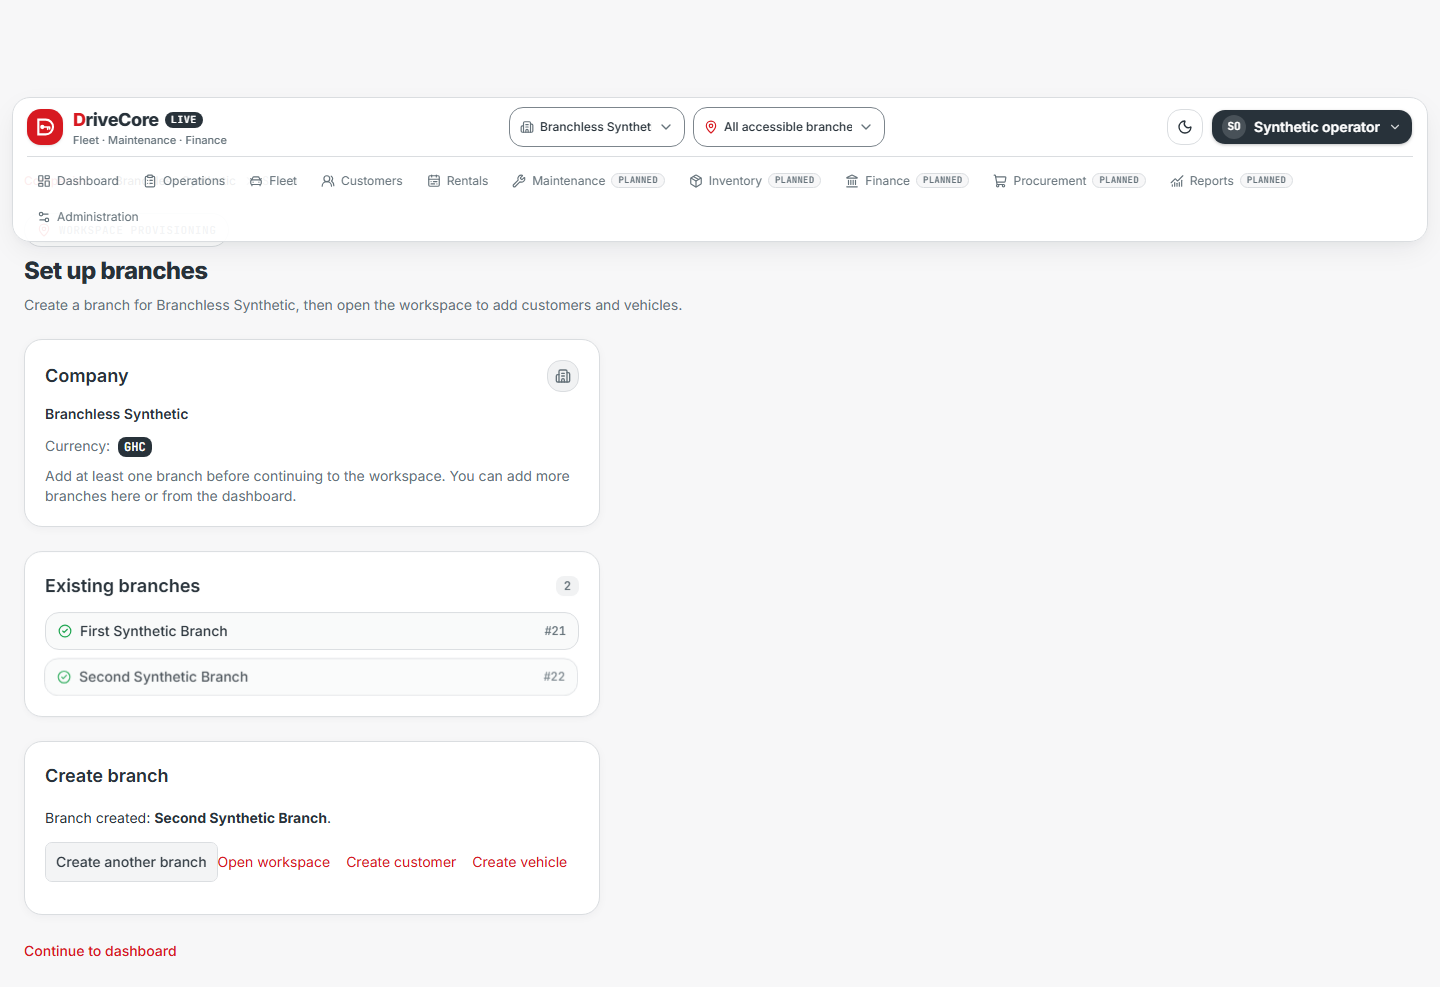 DriveCore LIVE
Fleet · Maintenance · Finance
Branchless Synthet
All accessible branche
SO Synthetic operator
Dashboard Operations Fleet Customers Rentals Maintenance PLANNED Inventory PLANNED Finance PLANNED Procurement PLANNED Reports PLANNED
Administration
WORKSPACE PROVISIONING
Set up branches
Create a branch for Branchless Synthetic, then open the workspace to add customers and vehicles.
Company
Branchless Synthetic
Currency: GHC
Add at least one branch before continuing to the workspace. You can add more
branches here or from the dashboard.
Existing branches 2
First Synthetic Branch #21
Second Synthetic Branch #22
Create branch
Branch created: Second Synthetic Branch.
Create another branch Open workspace Create customer Create vehicle
Continue to dashboard